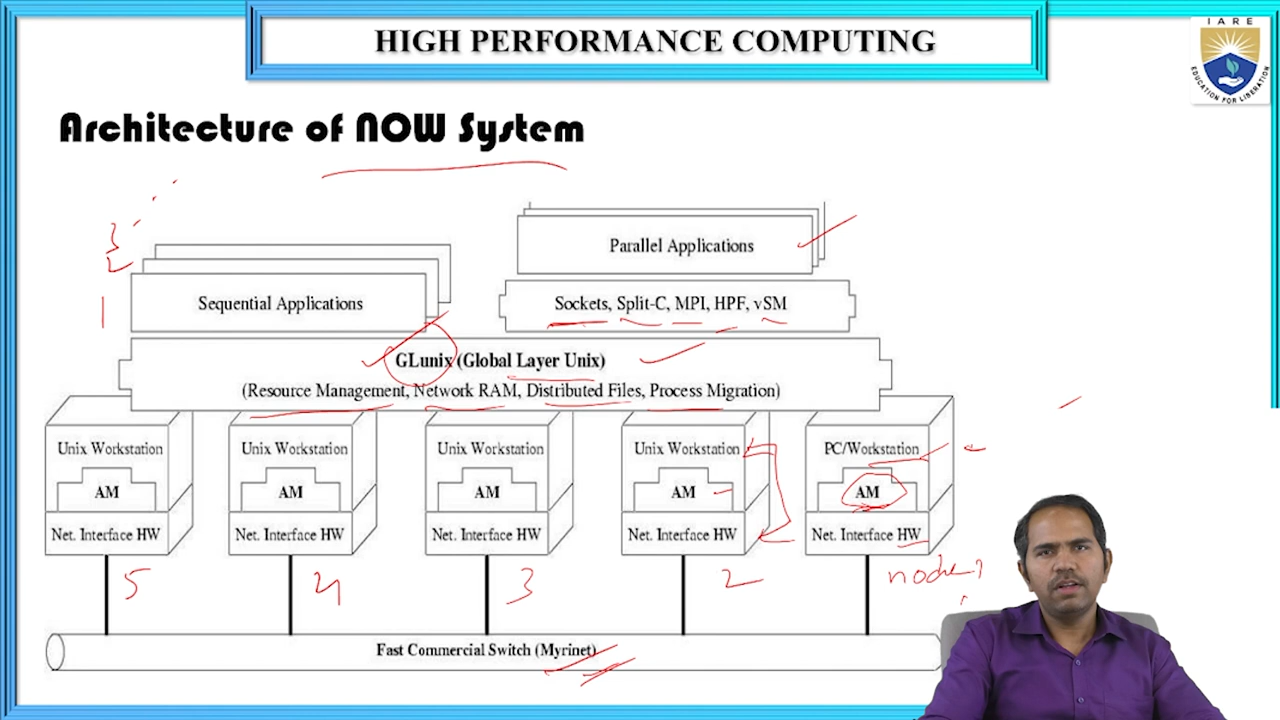 IARE
EDUCATION FOR LIBERATION
HIGH PERFORMANCE COMPUTING
Architecture of NOW System
Parallel Applications
3
2
1
Sequential Applications
Sockets, Split-C, MPI, HPF, vSM
GLunix (Global Layer Unix)
(Resource Management, Network RAM, Distributed Files, Process Migration)
Unix Workstation
AM
Net. Interface HW
Unix Workstation
AM
Net. Interface HW
Unix Workstation
AM
Net. Interface HW
Unix Workstation
AM
Net. Interface HW
PC/Workstation
AM
Net. Interface HW
5
4
3
2
node 1
Fast Commercial Switch (Myrinet)